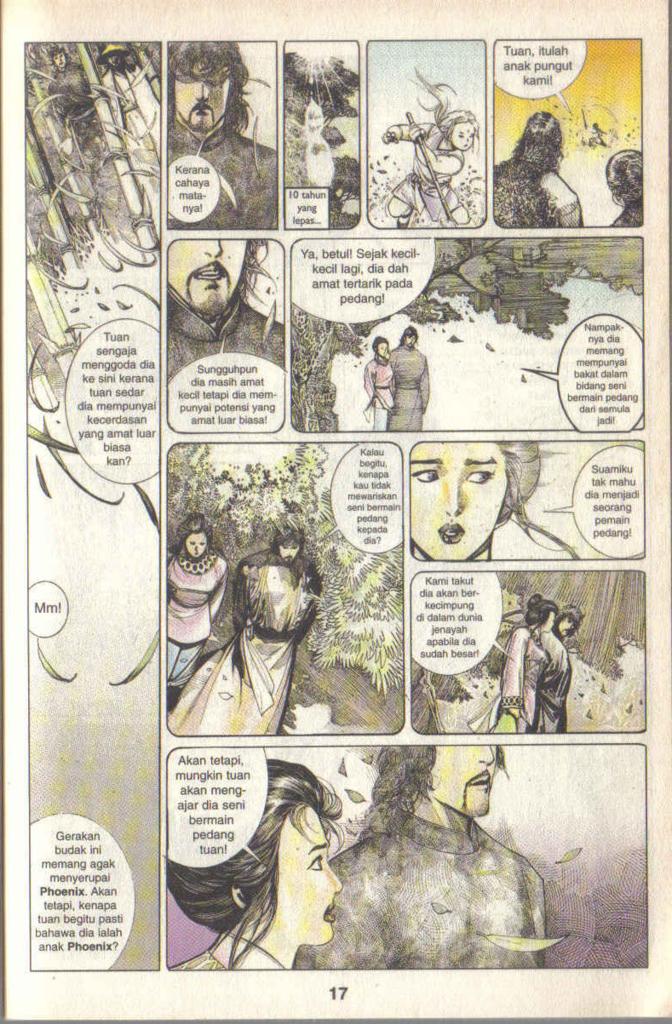 Tuan
sengaja
menggoda dia
ke sini kerana
tuan sedar
dia mempunyai
kecerdasan
yang amat luar
biasa
kan?
Mm!
Gerakan
budak ini
memang agak
menyerupai
Phoenix. Akan
tetapi, kenapa
tuan begitu pasti
bahawa dia ialah
anak Phoenix?
Kerana
cahaya
mata-
nya!
10 tahun
yang
lepas...
Tuan, itulah
anak pungut
kami!
Sungguhpun
dia masih amat
kecil tetapi dia mem-
punyai potensi yang
amat luar biasa!
Ya, betul! Sejak kecil-
kecil lagi, dia dah
amat tertarik pada
pedang!
Nampak-
nya dia
memang
mempunyai
bakat dalam
bidang seni
bermain pedang
dari semula
jadi!
Kalau
begitu,
kenapa
kau tidak
mewariskan
seni bermain
pedang
kepada
dia?
Suamiku
tak mahu
dia menjadi
seorang
pemain
pedang!
Kami takut
dia akan ber-
kecimpung
di dalam dunia
jenayah
apabila dia
sudah besar!
Akan tetapi,
mungkin tuan
akan meng-
ajar dia seni
bermain
pedang
tuan!
17